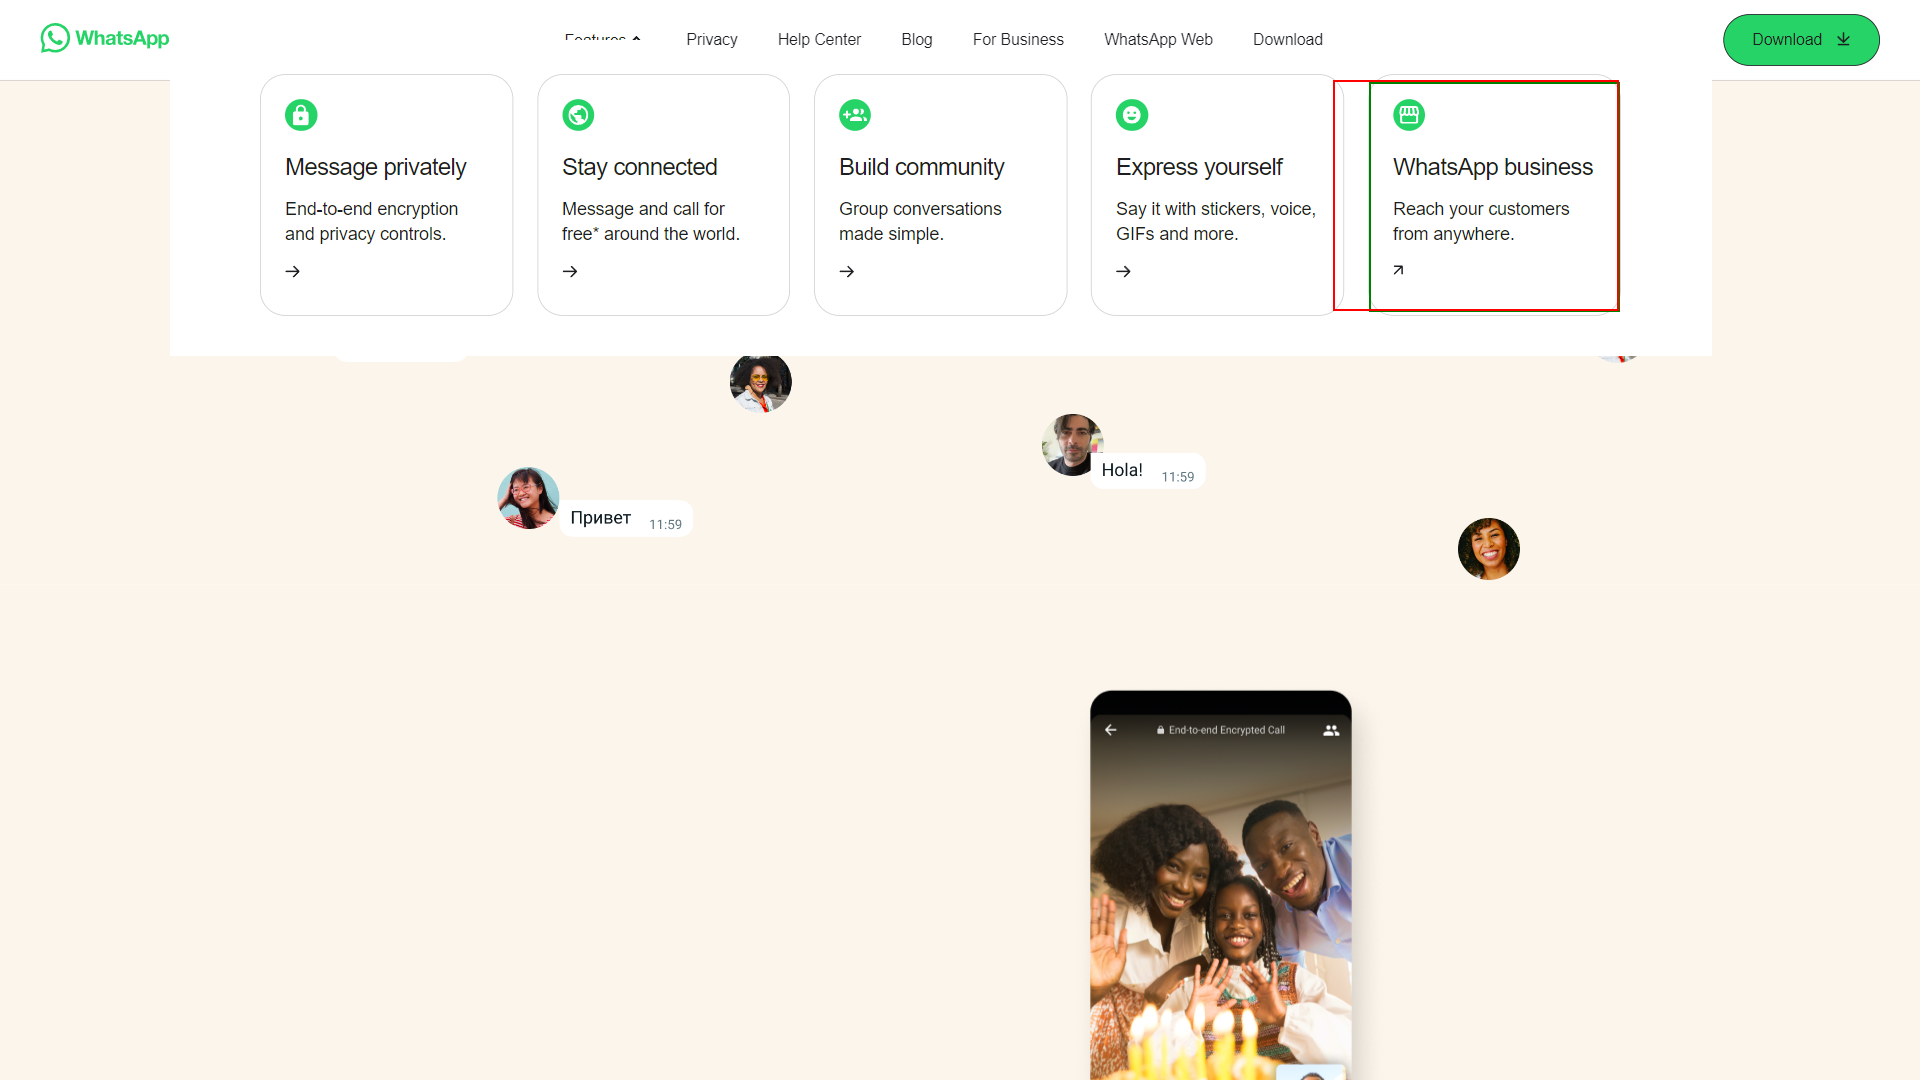 WhatsApp
Features
Privacy
Help Center
Blog
For Business
WhatsApp Web
Download
Download
Message privately
End-to-end encryption
and privacy controls.
Stay connected
Message and call for
free* around the world.
Build community
Group conversations
made simple.
Express yourself
Say it with stickers, voice,
GIFs and more.
WhatsApp business
Reach your customers
from anywhere.
Hola! 11:59
Привет 11:59
End-to-end Encrypted Call